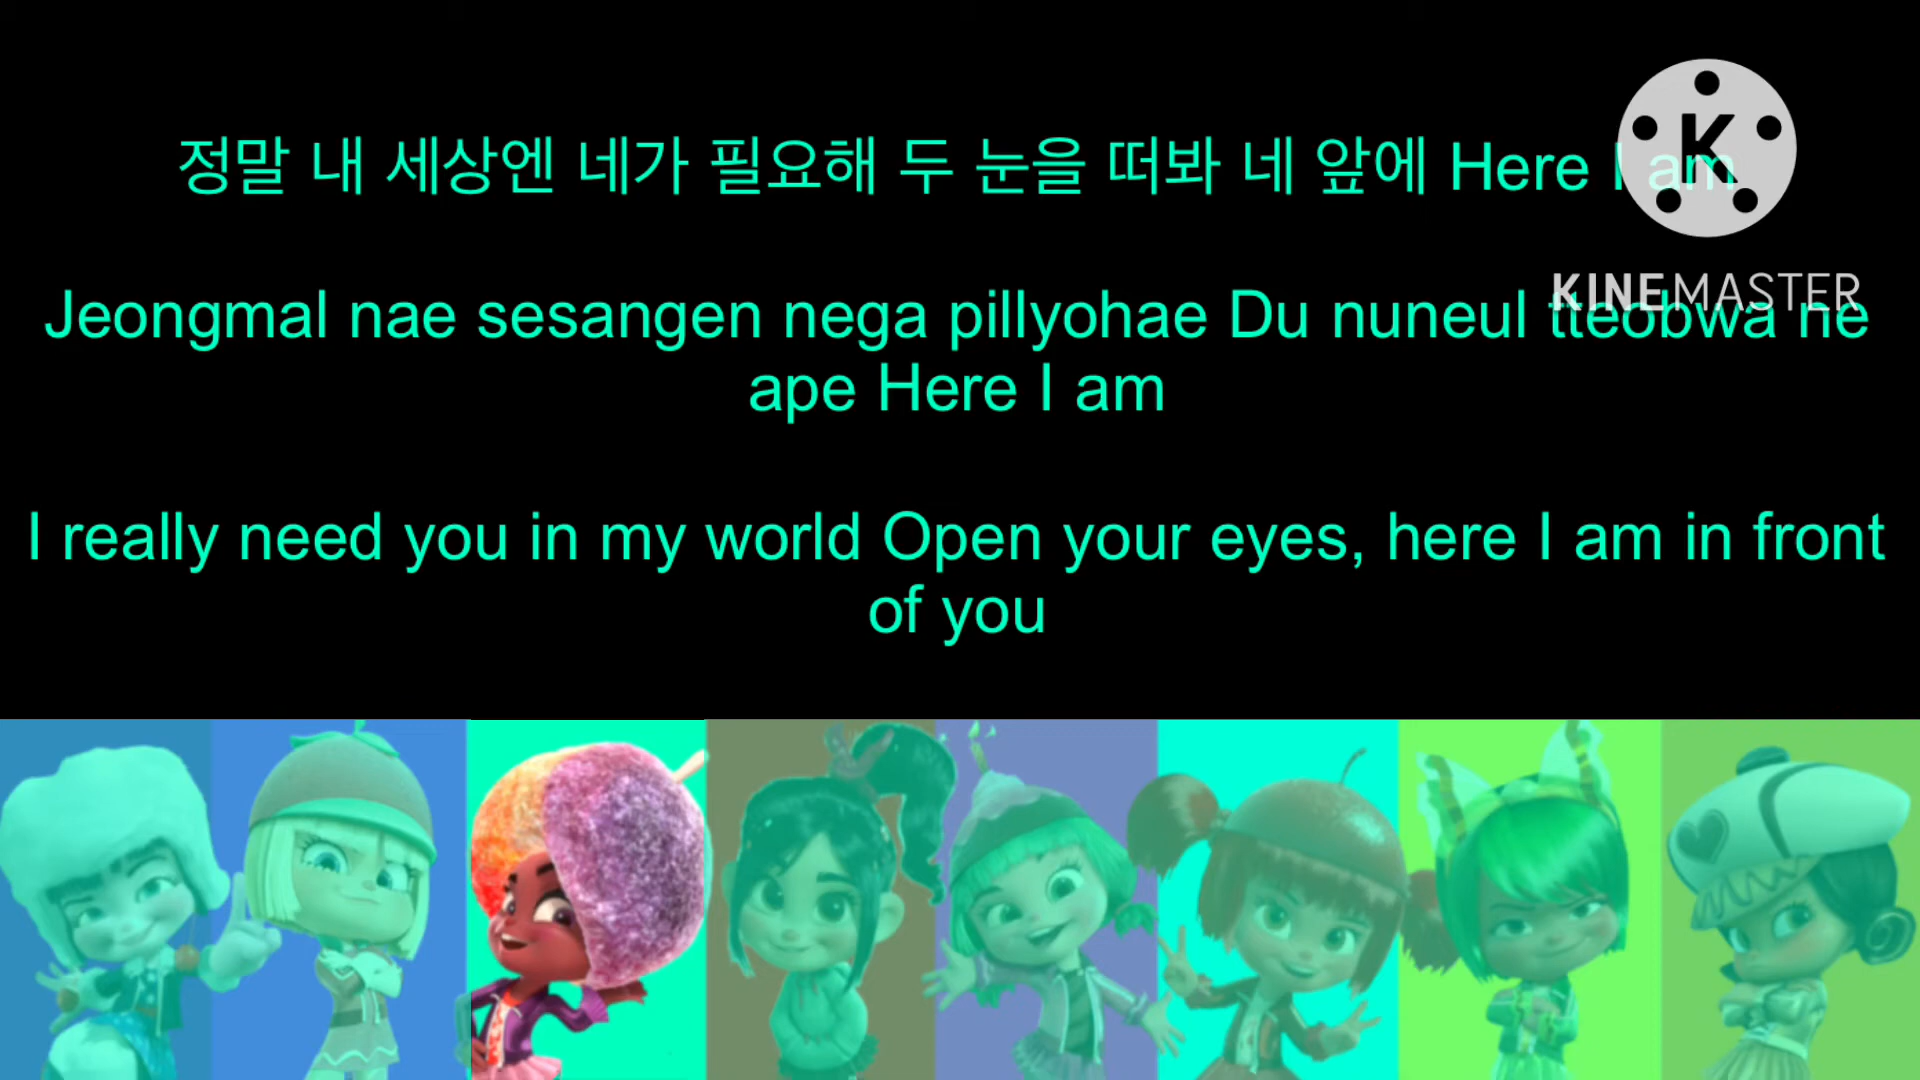 정말 내 세상엔 네가 필요해 두 눈을 떠봐 네 앞에 Here I am
K
KINEMASTER
Jeongmal nae sesangen nega pillyohae Du nuneul tteobwa ne
ape Here I am
I really need you in my world Open your eyes, here I am in front
of you